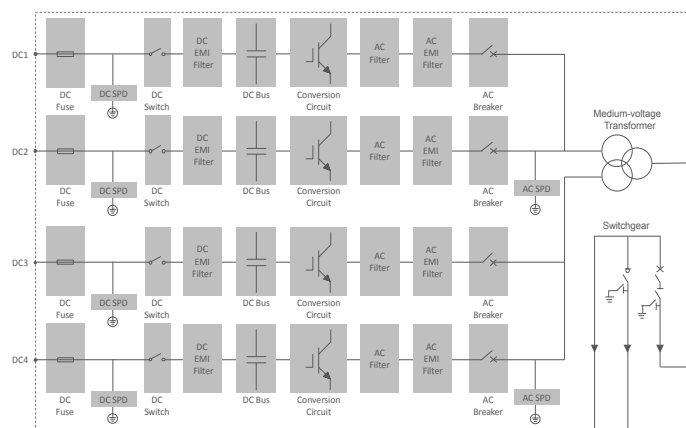 DC1
DC
Fuse
DC SPD
DC
Switch
DC
EMI
Filter
DC Bus
Conversion
Circuit
AC
Filter
AC
EMI
Filter
AC
Breaker
DC2
DC
Fuse
DC SPD
DC
Switch
DC
EMI
Filter
DC Bus
Conversion
Circuit
AC
Filter
AC
EMI
Filter
AC
Breaker
AC SPD
Medium-voltage
Transformer
Switchgear
DC3
DC
Fuse
DC SPD
DC
Switch
DC
EMI
Filter
DC Bus
Conversion
Circuit
AC
Filter
AC
EMI
Filter
AC
Breaker
DC4
DC
Fuse
DC SPD
DC
Switch
DC
EMI
Filter
DC Bus
Conversion
Circuit
AC
Filter
AC
EMI
Filter
AC
Breaker
AC SPD